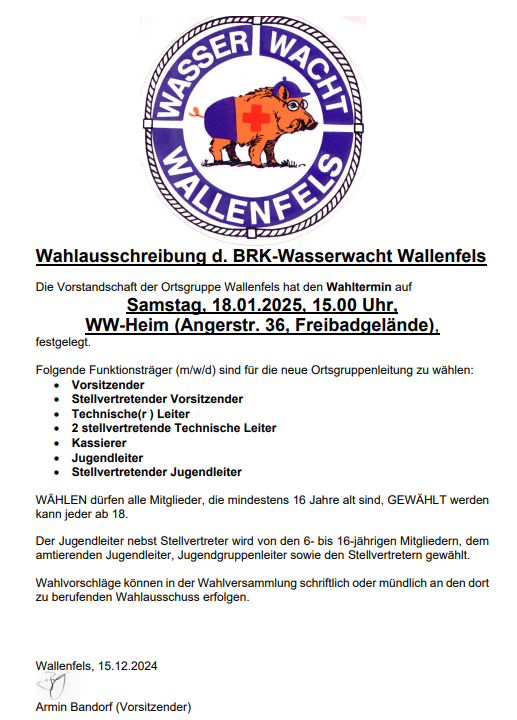 WASSER WACHT
WALLENFELS
Wahlausschreibung d. BRK-Wasserwacht Wallenfels
Die Vorstandschaft der Ortsgruppe Wallenfels hat den Wahltermin auf
Samstag, 18.01.2025, 15.00 Uhr,
WW-Heim (Angerstr. 36, Freibadgelände),
festgelegt.
Folgende Funktionsträger (m/w/d) sind für die neue Ortsgruppenleitung zu wählen:
• Vorsitzender
• Stellvertretender Vorsitzender
• Technische(r ) Leiter
• 2 stellvertretende Technische Leiter
• Kassierer
• Jugendleiter
• Stellvertretender Jugendleiter
WÄHLEN dürfen alle Mitglieder, die mindestens 16 Jahre alt sind, GEWÄHLT werden
kann jeder ab 18.
Der Jugendleiter nebst Stellvertreter wird von den 6- bis 16-jährigen Mitgliedern, dem
amtierenden Jugendleiter, Jugendgruppenleiter sowie den Stellvertretern gewählt.
Wahlvorschläge können in der Wahlversammlung schriftlich oder mündlich an den dort
zu berufenden Wahlausschuss erfolgen.
Wallenfels, 15.12.2024
Armin Bandorf (Vorsitzender)